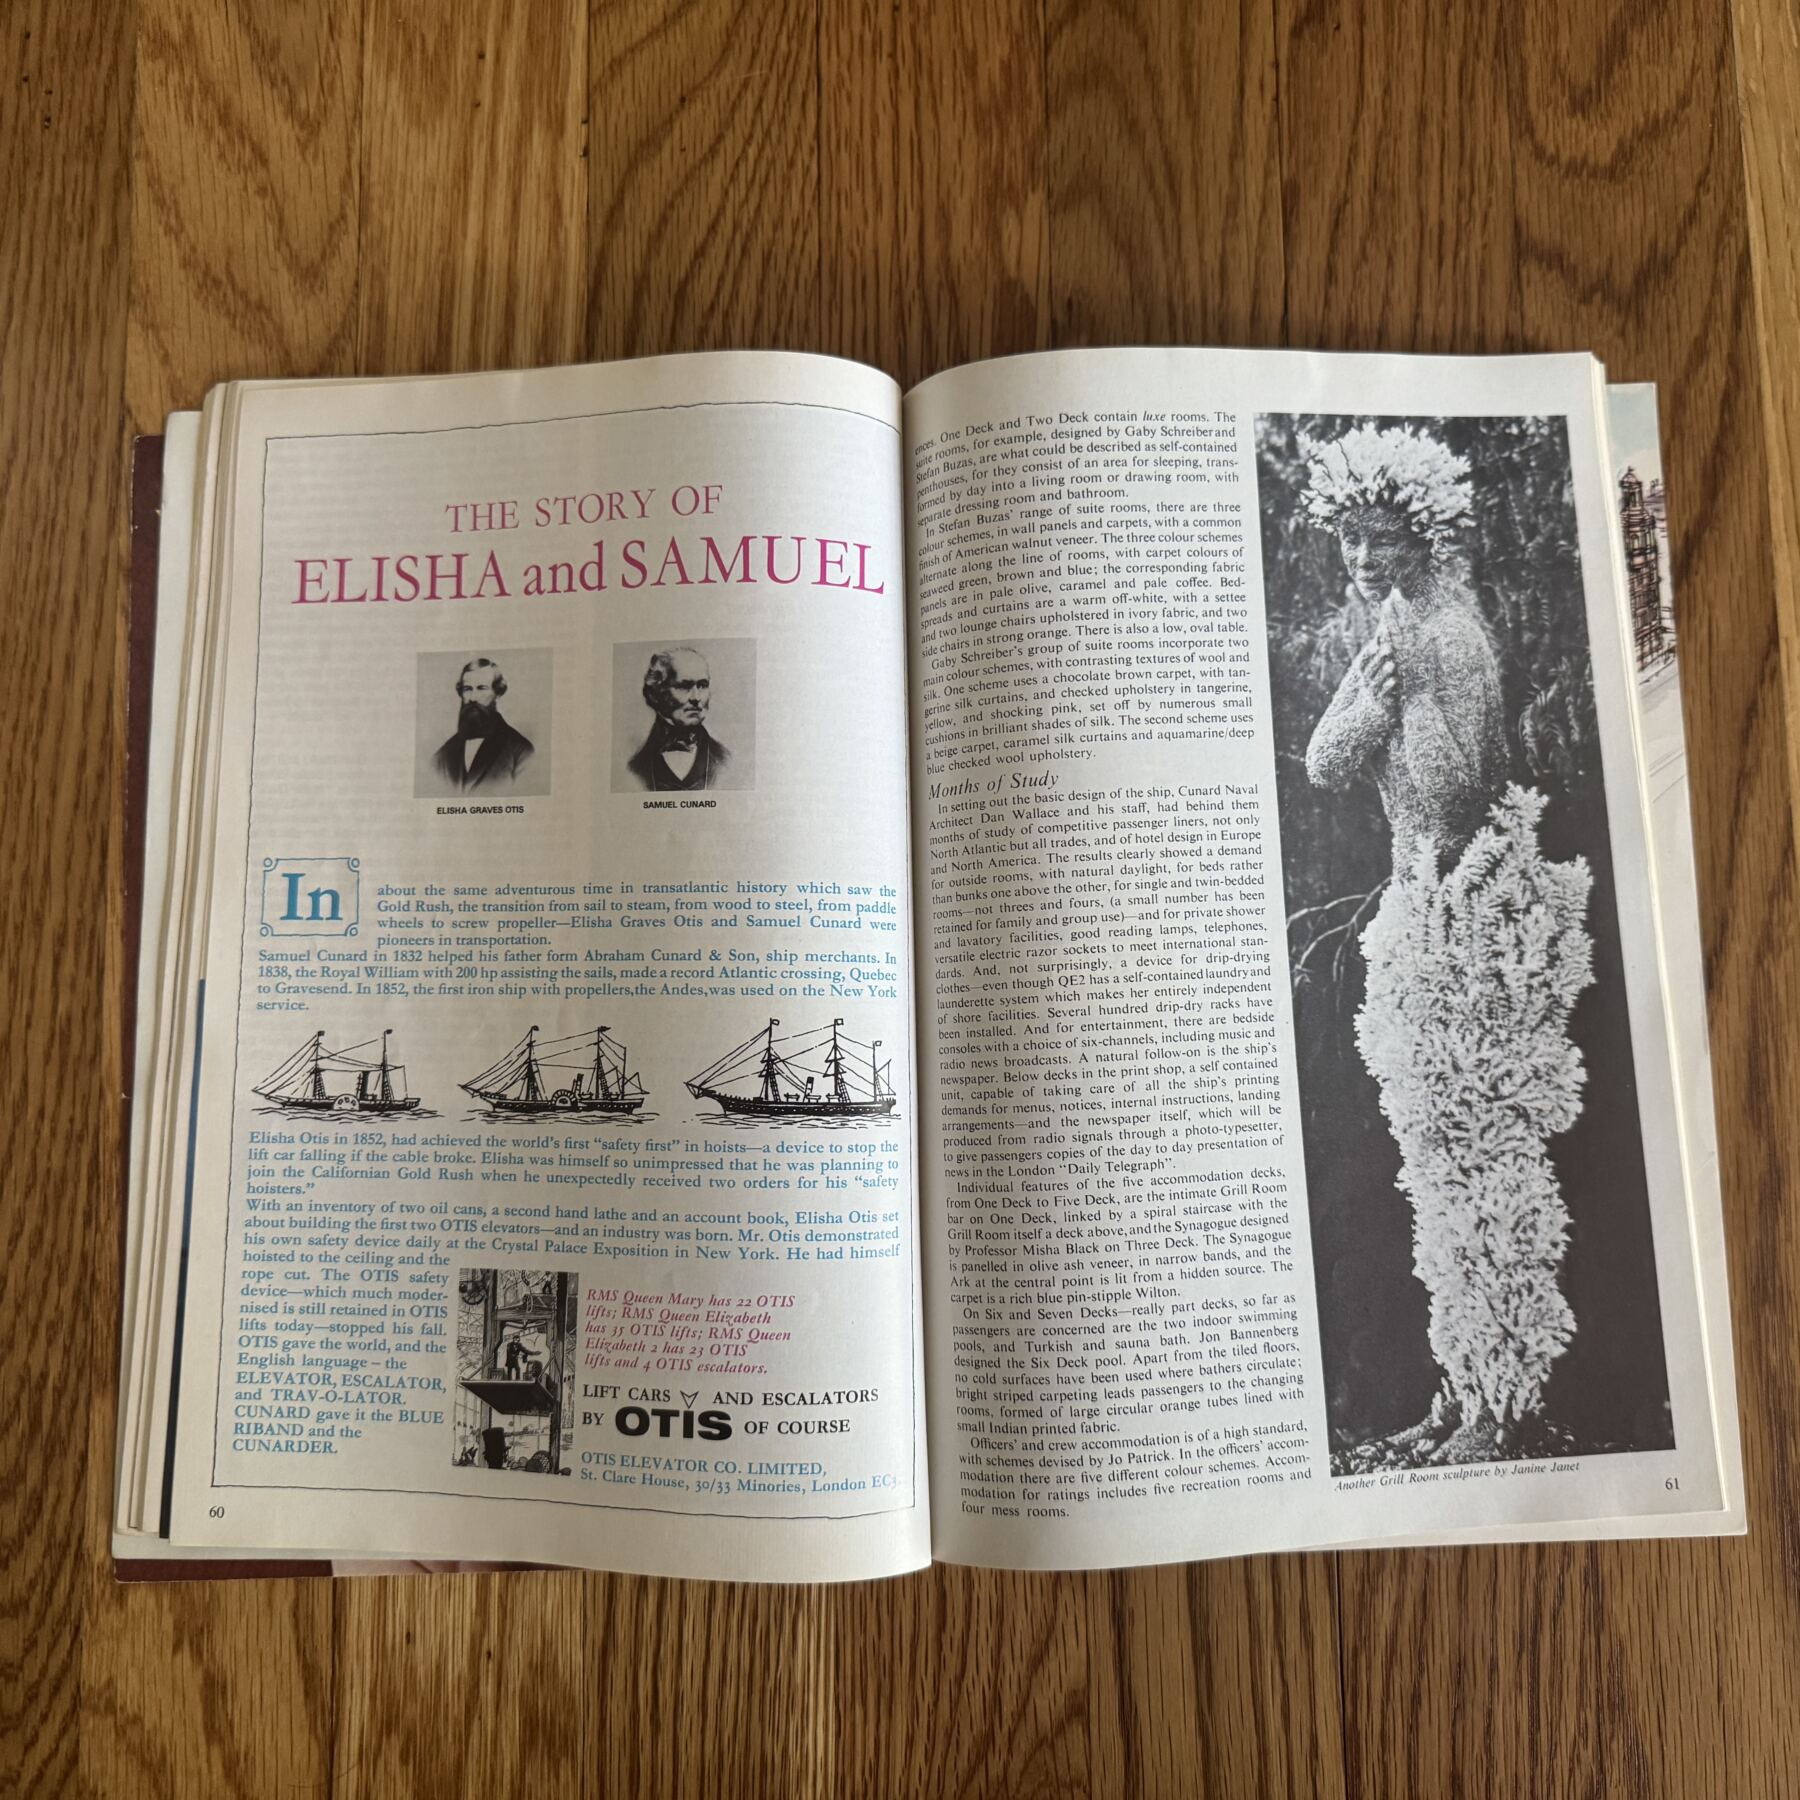 THE STORY OF
ELISHA and SAMUEL
ELISHA GRAVES OTIS
SAMUEL CUNARD
In
about the same adventurous time in transatlantic history which saw the
Gold Rush, the transition from sail to steam, from wood to steel, from paddle
wheels to screw propeller—Elisha Graves Otis and Samuel Cunard were
pioneers in transportation.
Samuel Cunard in 1832 helped his father form Abraham Cunard & Son, ship merchants. In
1838, the Royal William with 200 hp assisting the sails, made a record Atlantic crossing, Quebec
to Gravesend. In 1852, the first iron ship with propellers,the Andes,was used on the New York
service.
Elisha Otis in 1852, had achieved the world's first “safety first” in hoists—a device to stop the
lift car falling if the cable broke. Elisha was himself so unimpressed that he was planning to
join the Californian Gold Rush when he unexpectedly received two orders for his “safety
hoisters.”
With an inventory of two oil cans, a second hand lathe and an account book, Elisha Otis set
about building the first two OTIS elevators—and an industry was born. Mr. Otis demonstrated
his own safety device daily at the Crystal Palace Exposition in New York. He had himself
hoisted to the ceiling and the
rope cut. The OTIS safety
device—which much moder-
nised is still retained in OTIS
lifts today—stopped his fall.
OTIS gave the world, and the
English language – the
ELEVATOR, ESCALATOR,
and TRAV-O-LATOR.
CUNARD gave it the BLUE
RIBAND and the
CUNARDER.
RMS Queen Mary has 22 OTIS
lifts; RMS Queen Elizabeth
has 35 OTIS lifts; RMS Queen
Elizabeth 2 has 23 OTIS
lifts and 4 OTIS escalators.
LIFT CARS AND ESCALATORS
BY OTIS OF COURSE
OTIS ELEVATOR CO. LIMITED,
St. Clare House, 30/33 Minories, London EC3.
60
One Deck and Two Deck contain luxe rooms. The
suite rooms, for example, designed by Gaby Schreiber and
Stefan Buzas, are what could be described as self-contained
penthouses, for they consist of an area for sleeping, trans-
formed by day into a living room or drawing room, with
separate dressing room and bathroom.
In Stefan Buzas' range of suite rooms, there are three
colour schemes, in wall panels and carpets, with a common
finish of American walnut veneer. The three colour schemes
alternate along the line of rooms, with carpet colours of
seaweed green, brown and blue; the corresponding fabric
panels are in pale olive, caramel and pale coffee. Bed-
spreads and curtains are a warm off-white, with a settee
and two lounge chairs upholstered in ivory fabric, and two
side chairs in strong orange. There is also a low, oval table.
Gaby Schreiber's group of suite rooms incorporate two
main colour schemes, with contrasting textures of wool and
silk. One scheme uses a chocolate brown carpet, with tan-
gerine silk curtains, and checked upholstery in tangerine,
yellow, and shocking pink, set off by numerous small
cushions in brilliant shades of silk. The second scheme uses
a beige carpet, caramel silk curtains and aquamarine/deep
blue checked wool upholstery.
Months of Study
In setting out the basic design of the ship, Cunard Naval
Architect Dan Wallace and his staff, had behind them
months of study of competitive passenger liners, not only
North Atlantic but all trades, and of hotel design in Europe
and North America. The results clearly showed a demand
for outside rooms, with natural daylight, for beds rather
than bunks one above the other, for single and twin-bedded
rooms—not threes and fours, (a small number has been
retained for family and group use)—and for private shower
and lavatory facilities, good reading lamps, telephones,
versatile electric razor sockets to meet international stan-
dards. And, not surprisingly, a device for drip-drying
clothes—even though QE2 has a self-contained laundry and
launderette system which makes her entirely independent
of shore facilities. Several hundred drip-dry racks have
been installed. And for entertainment, there are bedside
consoles with a choice of six-channels, including music and
radio news broadcasts. A natural follow-on is the ship's
newspaper. Below decks in the print shop, a self contained
unit, capable of taking care of all the ship's printing
demands for menus, notices, internal instructions, landing
arrangements—and the newspaper itself, which will be
produced from radio signals through a photo-typesetter,
to give passengers copies of the day to day presentation of
news in the London “Daily Telegraph”.
Individual features of the five accommodation decks,
from One Deck to Five Deck, are the intimate Grill Room
bar on One Deck, linked by a spiral staircase with the
Grill Room itself a deck above, and the Synagogue designed
by Professor Misha Black on Three Deck. The Synagogue
is panelled in olive ash veneer, in narrow bands, and the
Ark at the central point is lit from a hidden source. The
carpet is a rich blue pin-stipple Wilton.
On Six and Seven Decks—really part decks, so far as
passengers are concerned are the two indoor swimming
pools, and Turkish and sauna bath. Jon Bannenberg
designed the Six Deck pool. Apart from the tiled floors,
no cold surfaces have been used where bathers circulate;
bright striped carpeting leads passengers to the changing
rooms, formed of large circular orange tubes lined with
small Indian printed fabric.
Officers' and crew accommodation is of a high standard,
with schemes devised by Jo Patrick. In the officers' accom-
modation there are five different colour schemes. Accom-
modation for ratings includes five recreation rooms and
four mess rooms.
Another Grill Room sculpture by Janine Janet
61